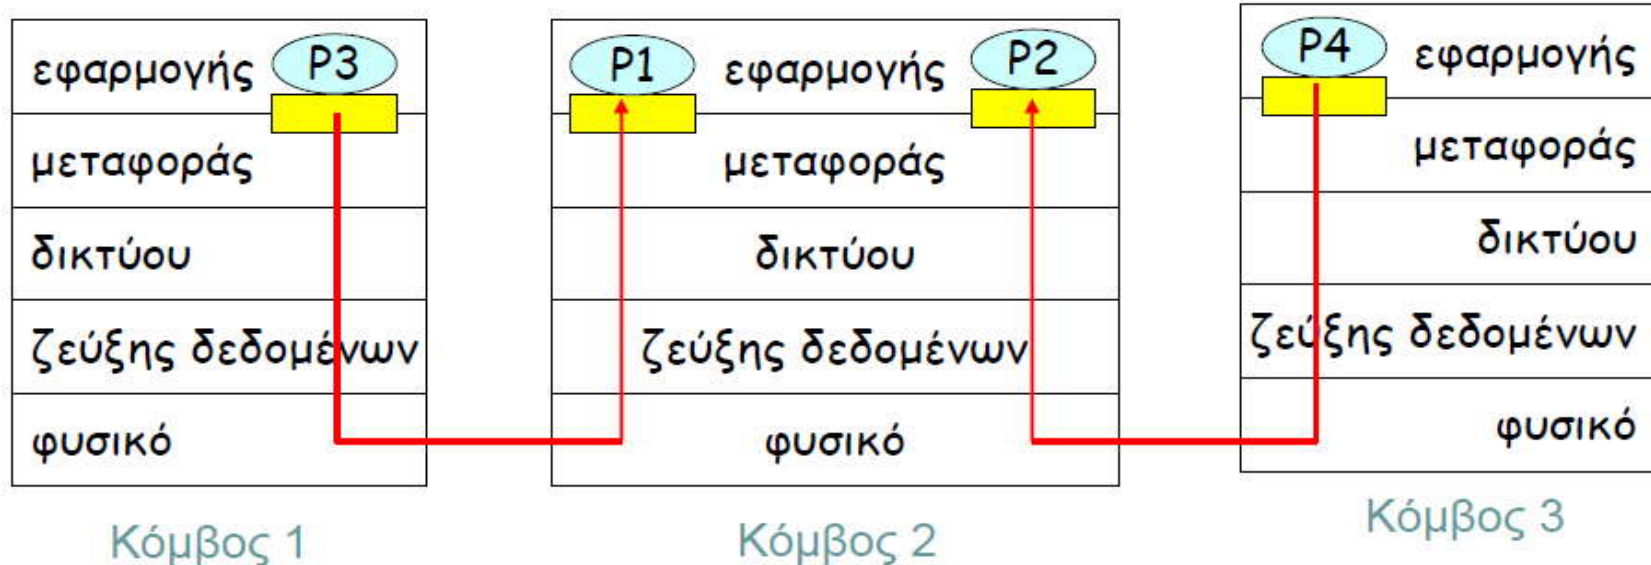 εφαρμογής P3
μεταφοράς
δικτύου
ζεύξης δεδομένων
φυσικό
Κόμβος 1
P1 εφαρμογής P2
μεταφοράς
δικτύου
ζεύξης δεδομένων
φυσικό
Κόμβος 2
P4 εφαρμογής
μεταφοράς
δικτύου
ζεύξης δεδομένων
φυσικό
Κόμβος 3